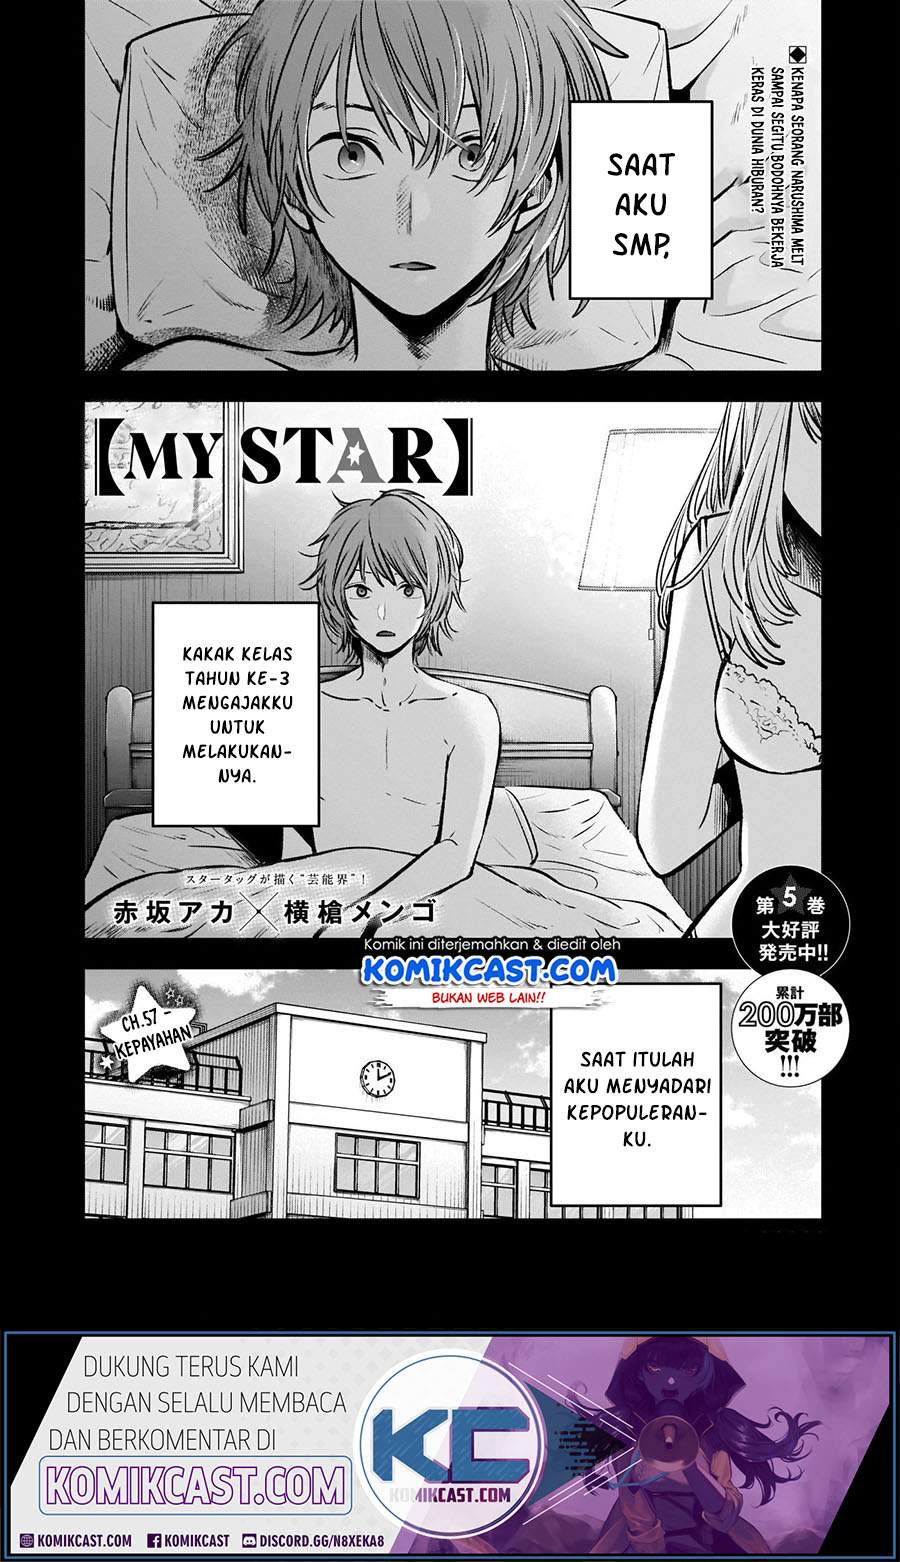 ◆KENAPA SEORANG NARUSHIMA MELT
SAMPAI SEGITU BODOHNYA BEKERJA
KERAS DI DUNIA HIBURAN?
SAAT
AKU
SMP,
【MY STAR】
KAKAK KELAS
TAHUN KE-3
MENGAJAKKU
UNTUK
MELAKUKAN-
NYA.
スタータッグが描く“芸能界”!
赤坂アカ×横槍メンゴ
第5巻
大好評
発売中!!
Komik ini diterjemahkan & diedit oleh
KOMIKCAST.COM
BUKAN WEB LAIN!!
累計
200万部
突破
!!!
CH.57 -
KEPAYAHAN
SAAT ITULAH
AKU MENYADARI
KEPOPULERAN-
KU.
DUKUNG TERUS KAMI
DENGAN SELALU MEMBACA
DAN BERKOMENTAR DI
KOMIKCAST.COM
KC
KOMIKCAST.COM
KOMIKCAST.COM KOMIKCAST DISCORD.GG/N8XEKA8